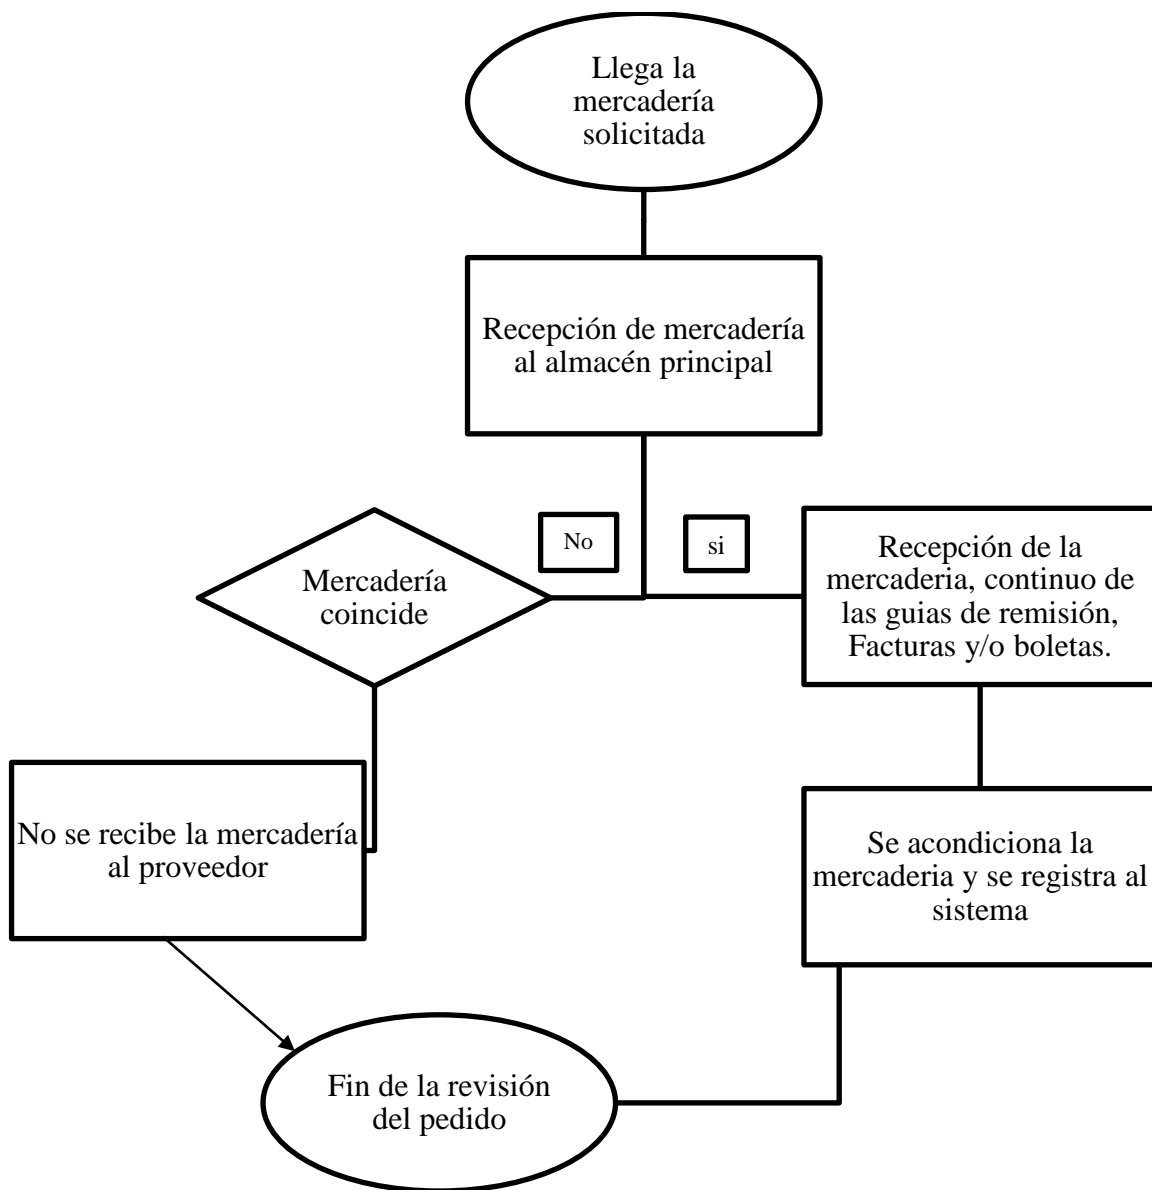 Llega la
mercadería
solicitada
Recepción de mercadería
al almacén principal
No
si
Mercadería
coincide
Recepción de la
mercaderia, continuo de
las guias de remisión,
Facturas y/o boletas.
No se recibe la mercadería
al proveedor
Se acondiciona la
mercaderia y se registra al
sistema
Fin de la revisión
del pedido